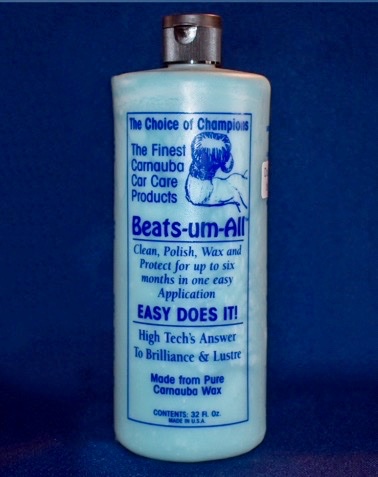 The Choice of Champions
The Finest
Carnauba
Car Care
Products
Beats-um-All™
Clean, Polish, Wax and
Protect for up to six
months in one easy
Application
EASY DOES IT!
High Tech's Answer
To Brilliance & Lustre
Made from Pure
Carnauba Wax
CONTENTS: 32 Fl. Oz.
MADE IN U.S.A.